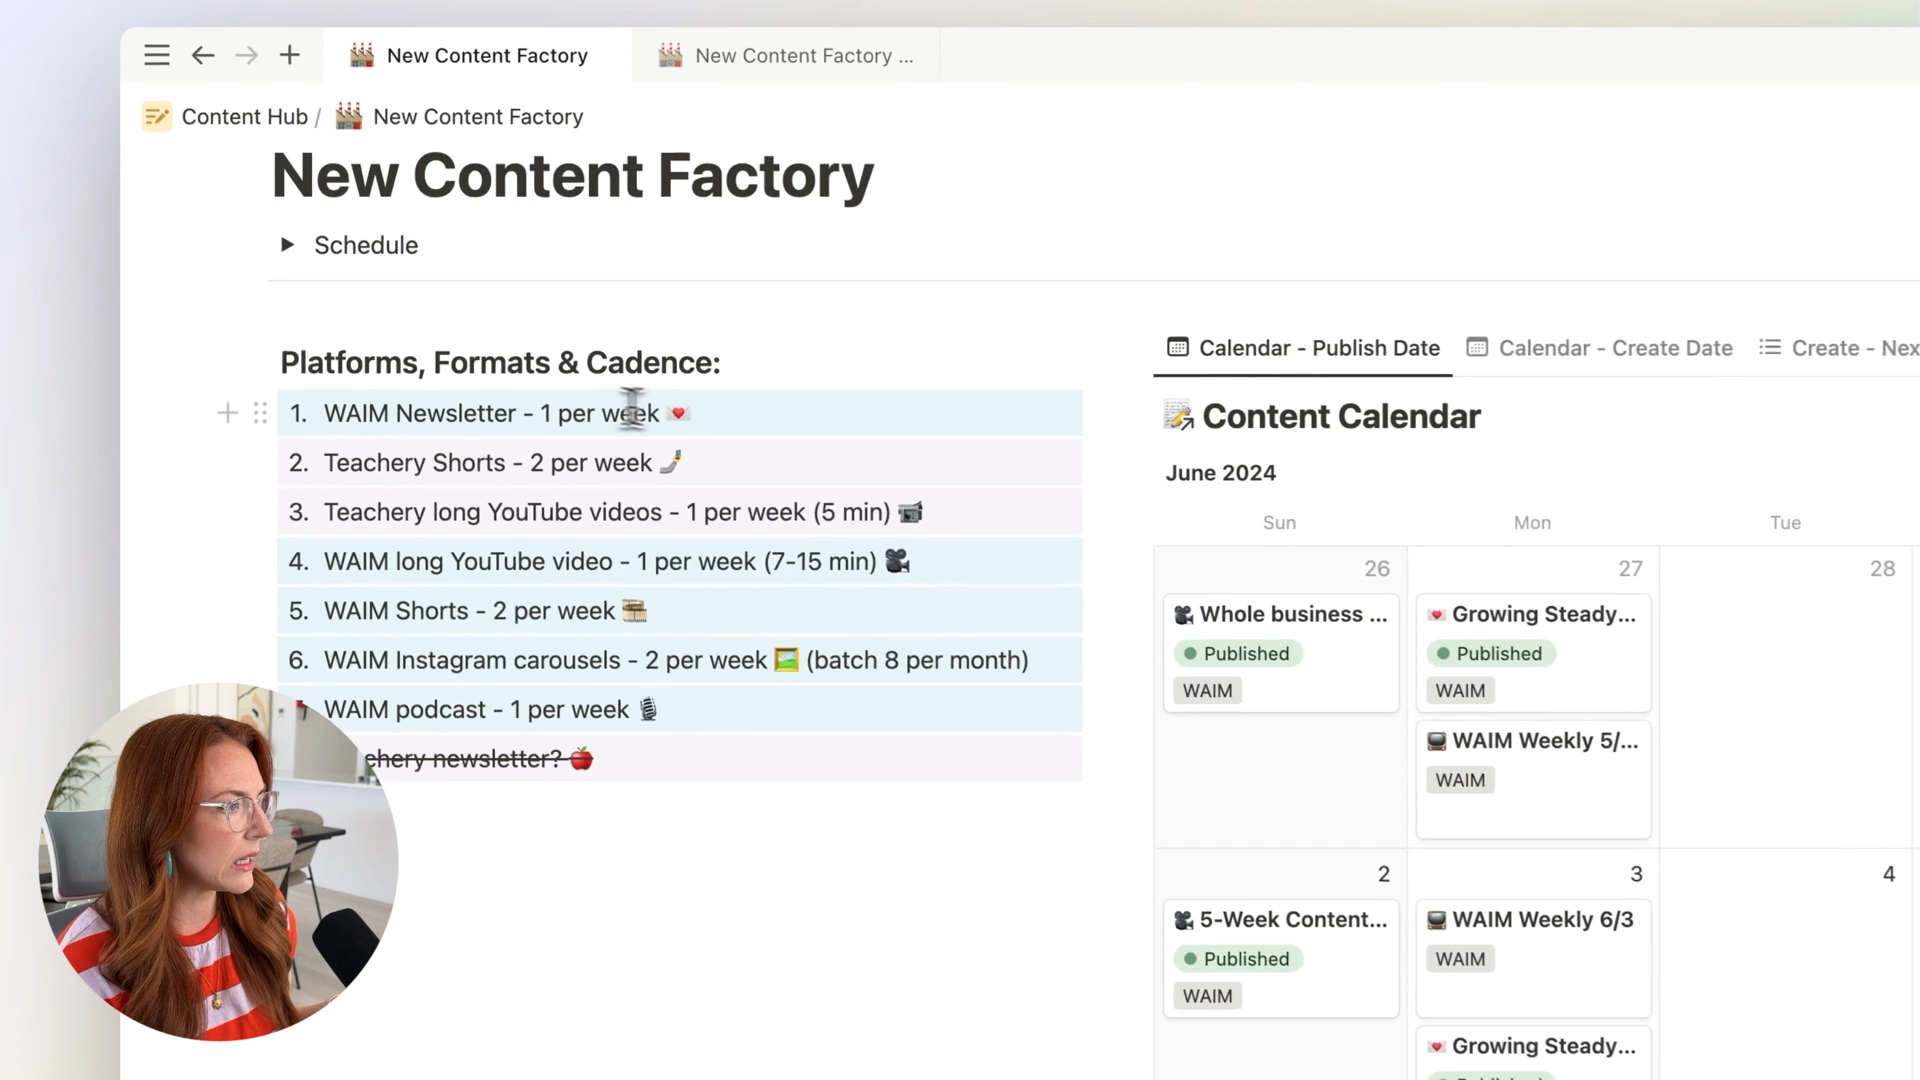 New Content Factory
New Content Factory ...
Content Hub / New Content Factory
New Content Factory
Schedule
Platforms, Formats & Cadence:
1. WAIM Newsletter - 1 per week
2. Teachery Shorts - 2 per week
3. Teachery long YouTube videos - 1 per week (5 min)
4. WAIM long YouTube video - 1 per week (7-15 min)
5. WAIM Shorts - 2 per week
6. WAIM Instagram carousels - 2 per week (batch 8 per month)
WAIM podcast - 1 per week
chery newsletter?
Calendar - Publish Date
Calendar - Create Date
Create - Nex
Content Calendar
June 2024
Sun Mon Tue
26 27 28
Whole business ...
Published
WAIM
Growing Steady...
Published
WAIM
WAIM Weekly 5/...
WAIM
2 3 4
5-Week Content...
Published
WAIM
WAIM Weekly 6/3
WAIM
Growing Steady...